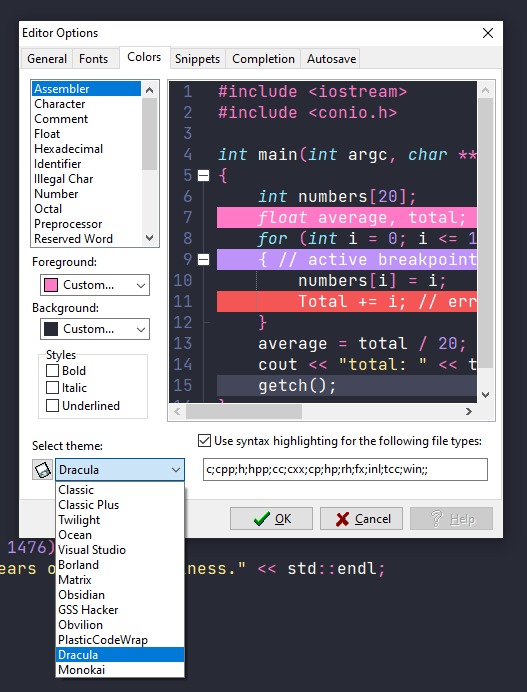 Editor Options
General Fonts Colors Snippets Completion Autosave
Assembler
Character
Comment
Float
Hexadecimal
Identifier
Illegal Char
Number
Octal
Preprocessor
Reserved Word
Foreground:
Custom...
Background:
Custom...
Styles
Bold
Italic
Underlined
1 #include <iostream>
2 #include <conio.h>
3
4 int main(int argc, char **
5 {
6 int numbers[20];
7 float average, total;
8 for (int i = 0; i <= 1
9 { // active breakpoint
10 numbers[i] = i;
11 Total += i; // err
12 }
13 average = total / 20;
14 cout << "total: " << t
15 getch();
Select theme:
Dracula
Use syntax highlighting for the following file types:
c;cpp;h;hpp;cc;cxx;cp;hp;rh;fx;inl;tcc;win;;
Classic
Classic Plus
Twilight
Ocean
Visual Studio
Borland
Matrix
Obsidian
GSS Hacker
Obvilion
PlasticCodeWrap
Dracula
Monokai
OK Cancel Help
1476)
ears o ness." << std::endl;